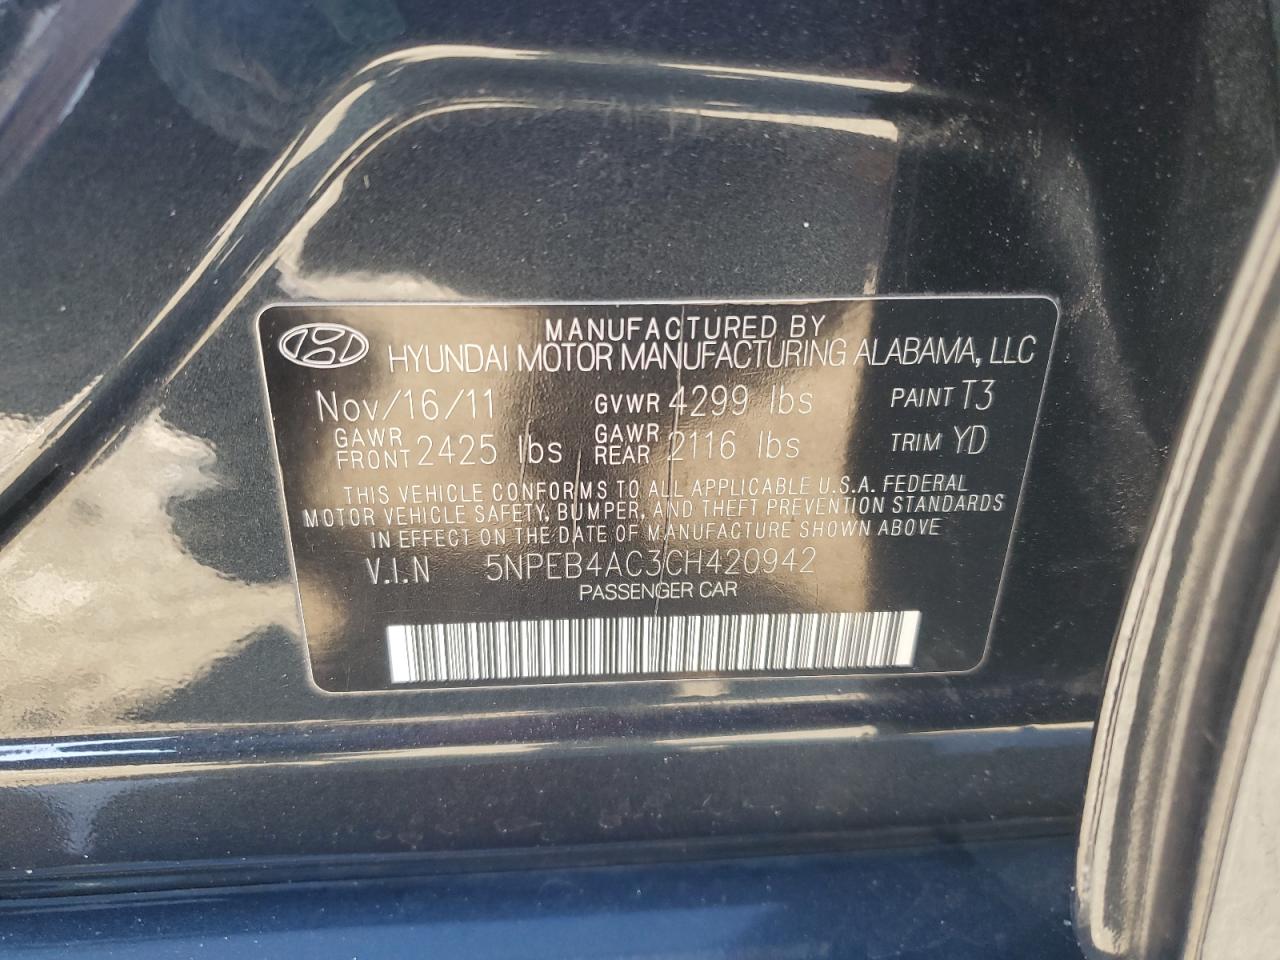 MANUFACTURED BY
HYUNDAI MOTOR MANUFACTURING ALABAMA, LLC
Nov/16/11 GVWR 4299 lbs PAINT T3
GAWR FRONT 2425 lbs GAWR REAR 2116 lbs TRIM YD
THIS VEHICLE CONFORMS TO ALL APPLICABLE U.S.A. FEDERAL
MOTOR VEHICLE SAFETY, BUMPER, AND THEFT PREVENTION STANDARDS
IN EFFECT ON THE DATE OF MANUFACTURE SHOWN ABOVE
V.I.N 5NPEB4AC3CH420942
PASSENGER CAR